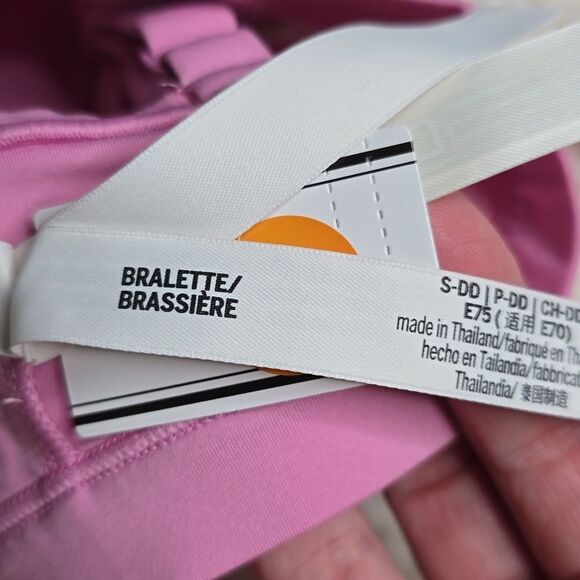 BRALETTE/
BRASSIÈRE
S-DD | P-DD | CH-DD
E75 ( 适用 E70)
made in Thailand/fabriqué en
hecho en Tailandia/
Thailandia/ 泰国制造